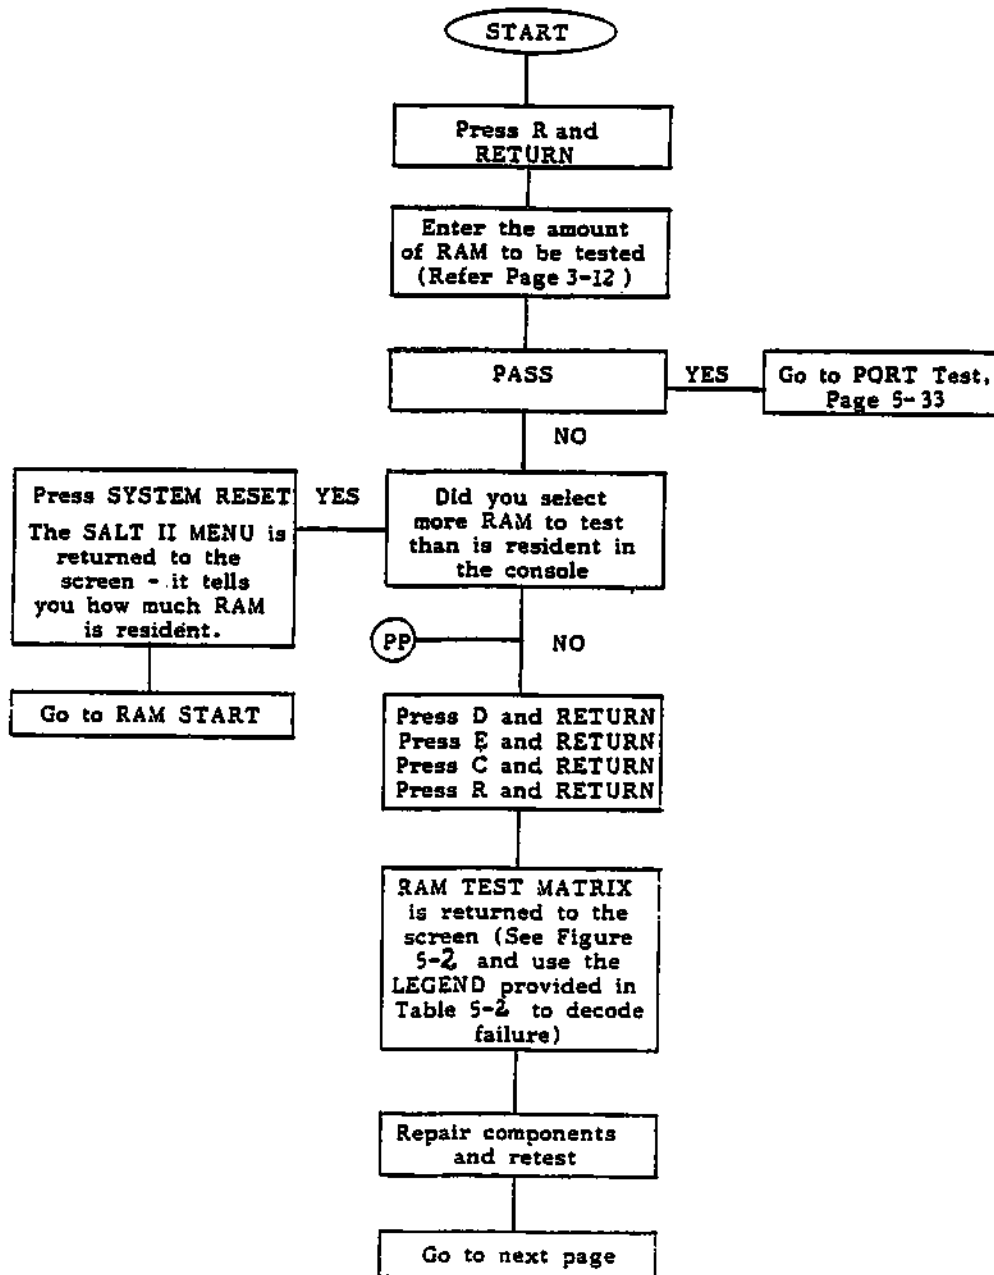 START
Press R and
RETURN
Enter the amount
of RAM to be tested
(Refer Page 3-12)
PASS
YES
Go to PORT Test,
Page 5-33
NO
Did you select
more RAM to test
than is resident in
the console
YES
Press SYSTEM RESET
The SALT II MENU is
returned to the
screen - it tells
you how much RAM
is resident.
Go to RAM START
PP
NO
Press D and RETURN
Press E and RETURN
Press C and RETURN
Press R and RETURN
RAM TEST MATRIX
is returned to the
screen (See Figure
5-2 and use the
LEGEND provided in
Table 5-2 to decode
failure)
Repair components
and retest
Go to next page